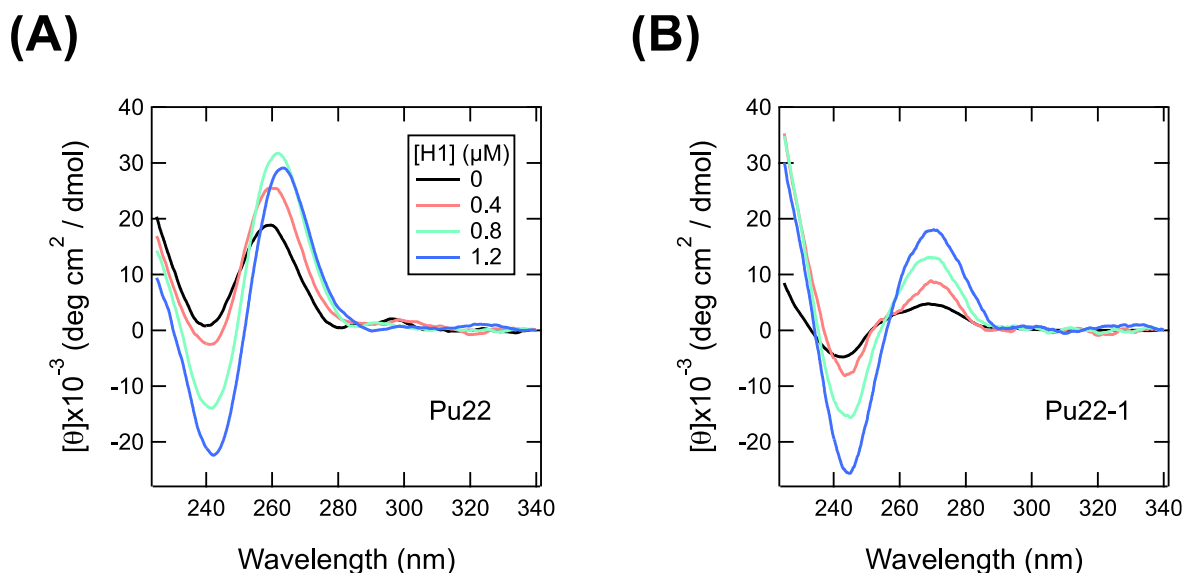 (A)
[θ]x10⁻³ (deg cm² / dmol)
40
30
20
10
0
-10
-20
[H1] (µM)
0
0.4
0.8
1.2
Pu22
240 260 280 300 320 340
Wavelength (nm)
(B)
[θ]x10⁻³ (deg cm² / dmol)
40
30
20
10
0
-10
-20
Pu22-1
240 260 280 300 320 340
Wavelength (nm)